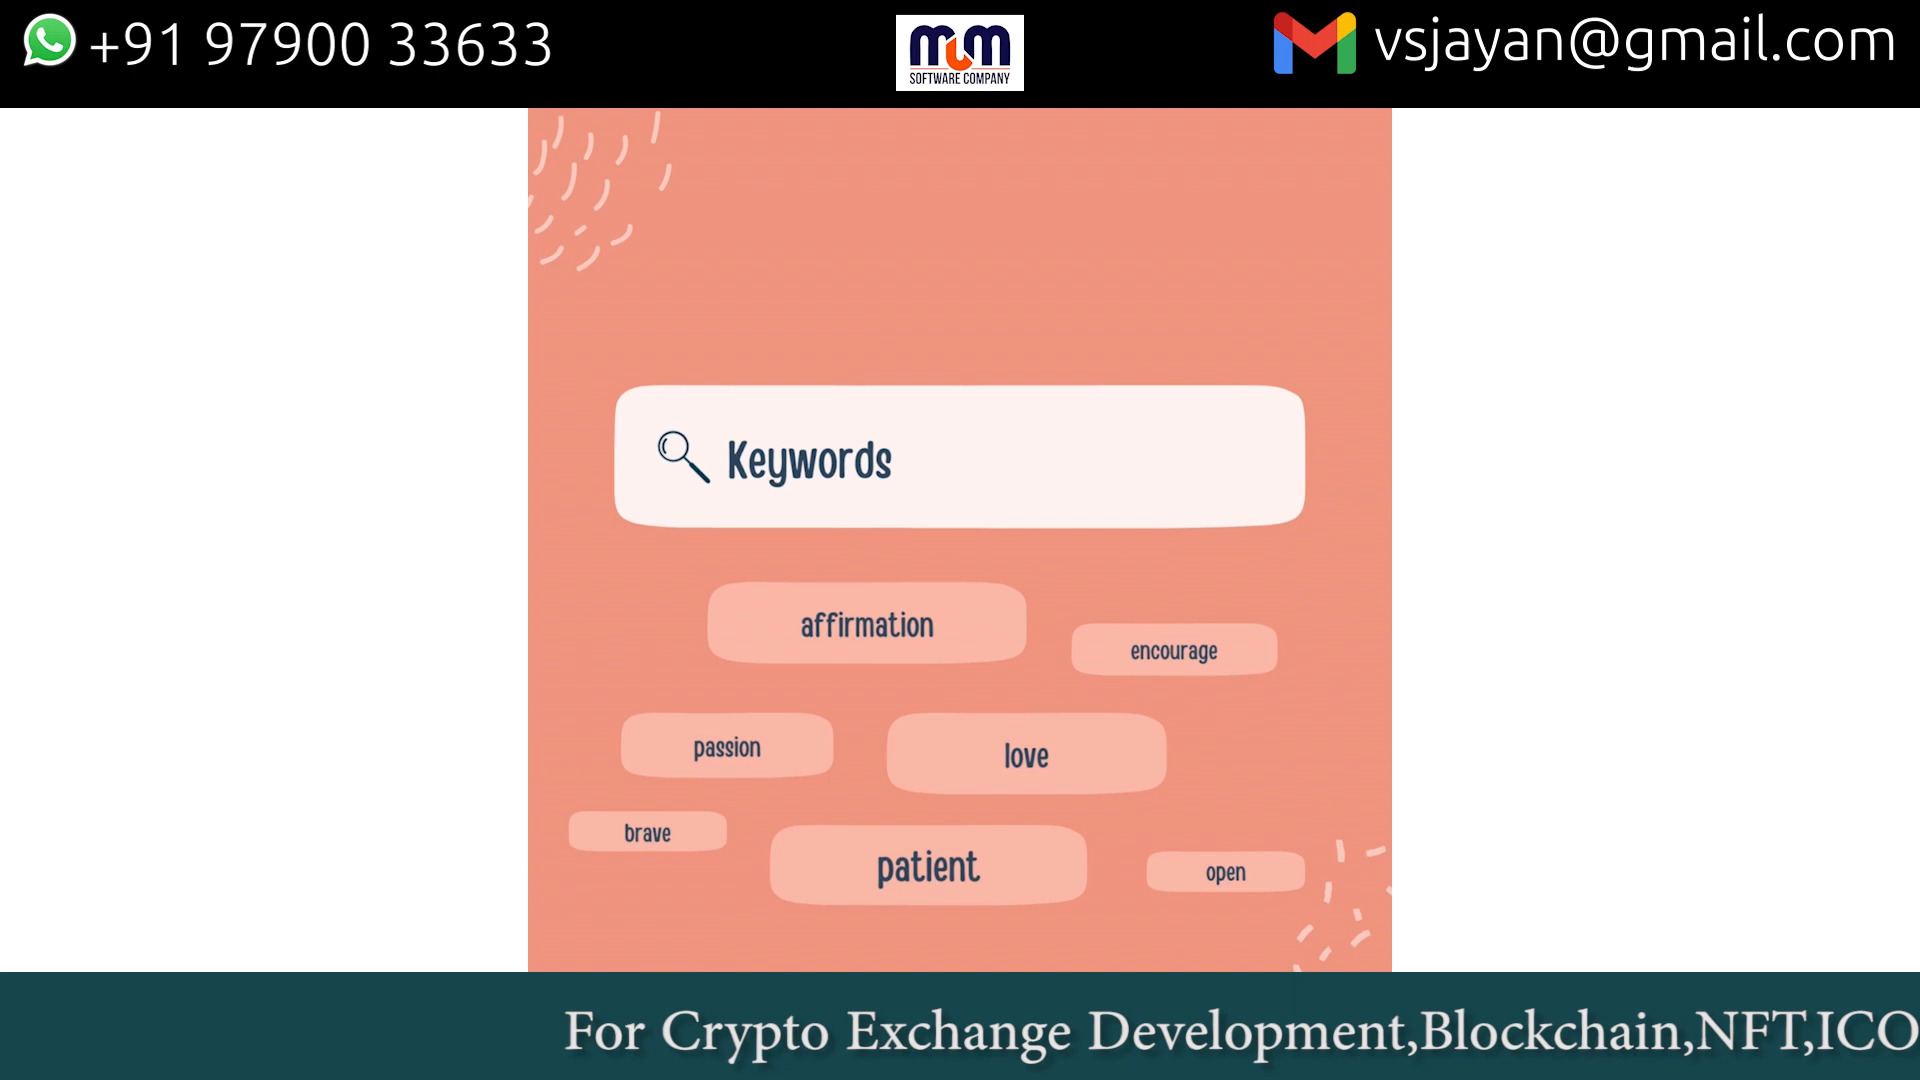 +91 97900 33633
MLM
SOFTWARE COMPANY
vsjayan@gmail.com
Keywords
affirmation
encourage
passion
love
brave
patient
open
For Crypto Exchange Development,Blockchain,NFT,ICO